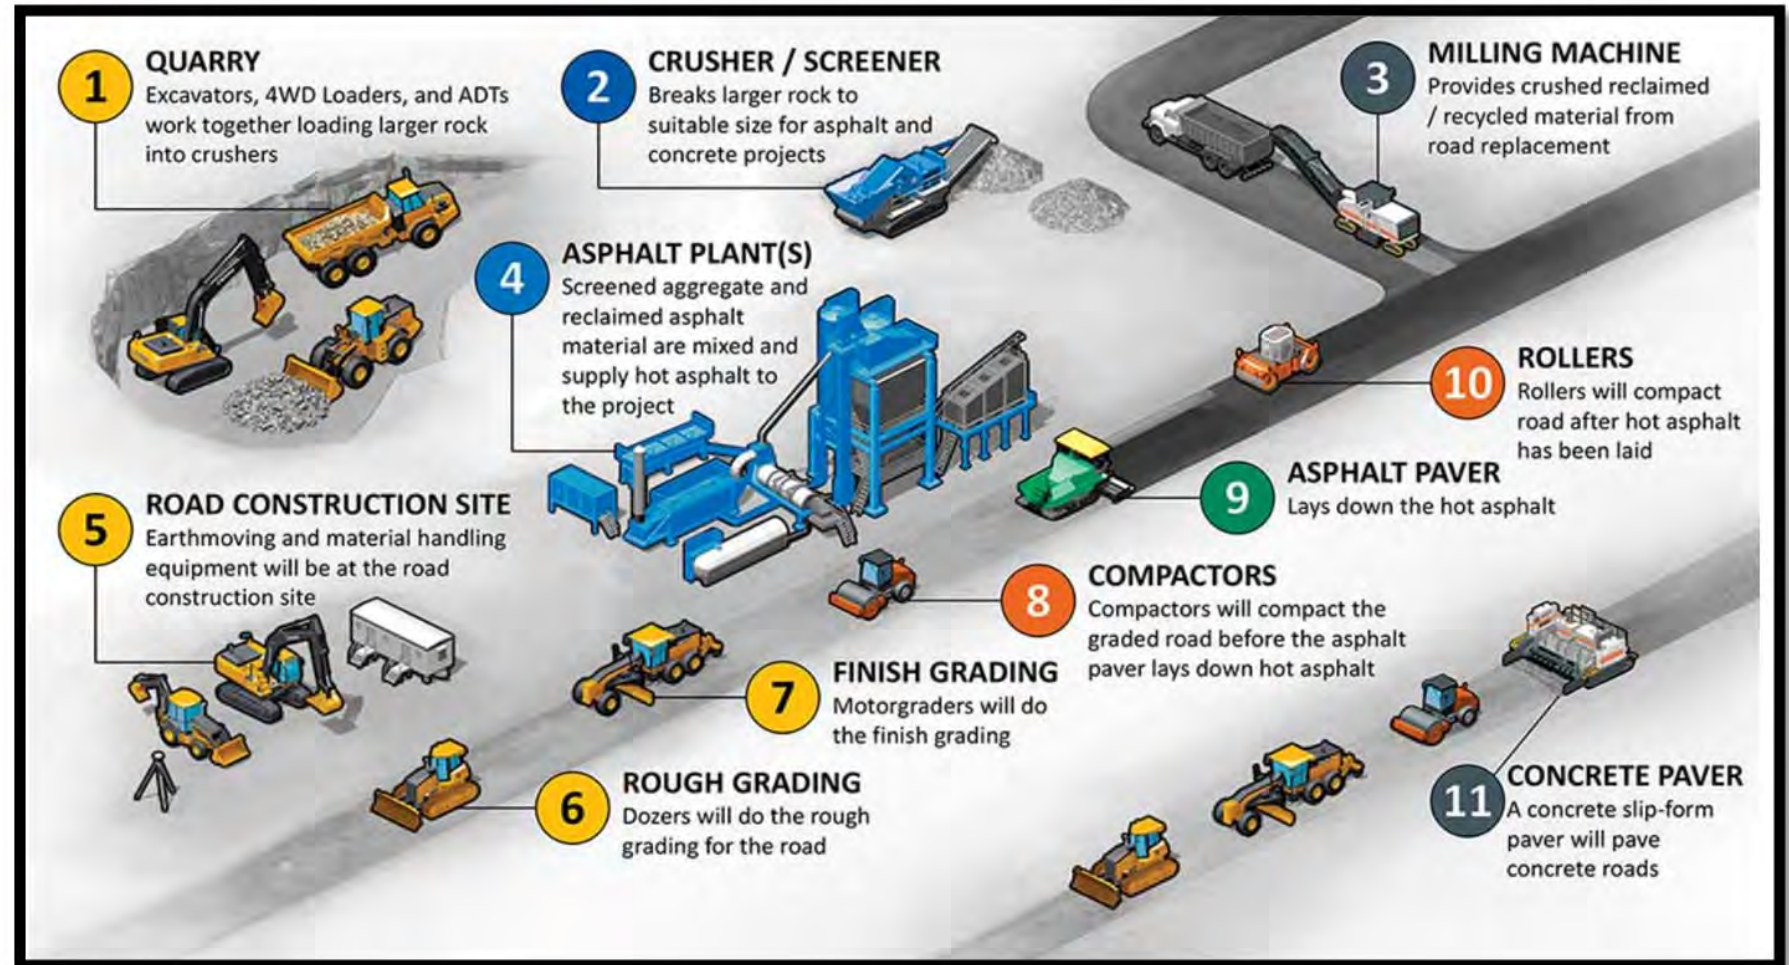 1
QUARRY
Excavators, 4WD Loaders, and ADTs
work together loading larger rock
into crushers
2
CRUSHER / SCREENER
Breaks larger rock to
suitable size for asphalt and
concrete projects
3
MILLING MACHINE
Provides crushed reclaimed
/ recycled material from
road replacement
4
ASPHALT PLANT(S)
Screened aggregate and
reclaimed asphalt
material are mixed and
supply hot asphalt to
the project
5
ROAD CONSTRUCTION SITE
Earthmoving and material handling
equipment will be at the road
construction site
6
ROUGH GRADING
Dozers will do the rough
grading for the road
7
FINISH GRADING
Motorgraders will do
the finish grading
8
COMPACTORS
Compactors will compact the
graded road before the asphalt
paver lays down hot asphalt
9
ASPHALT PAVER
Lays down the hot asphalt
10
ROLLERS
Rollers will compact
road after hot asphalt
has been laid
11
CONCRETE PAVER
A concrete slip-form
paver will pave
concrete roads